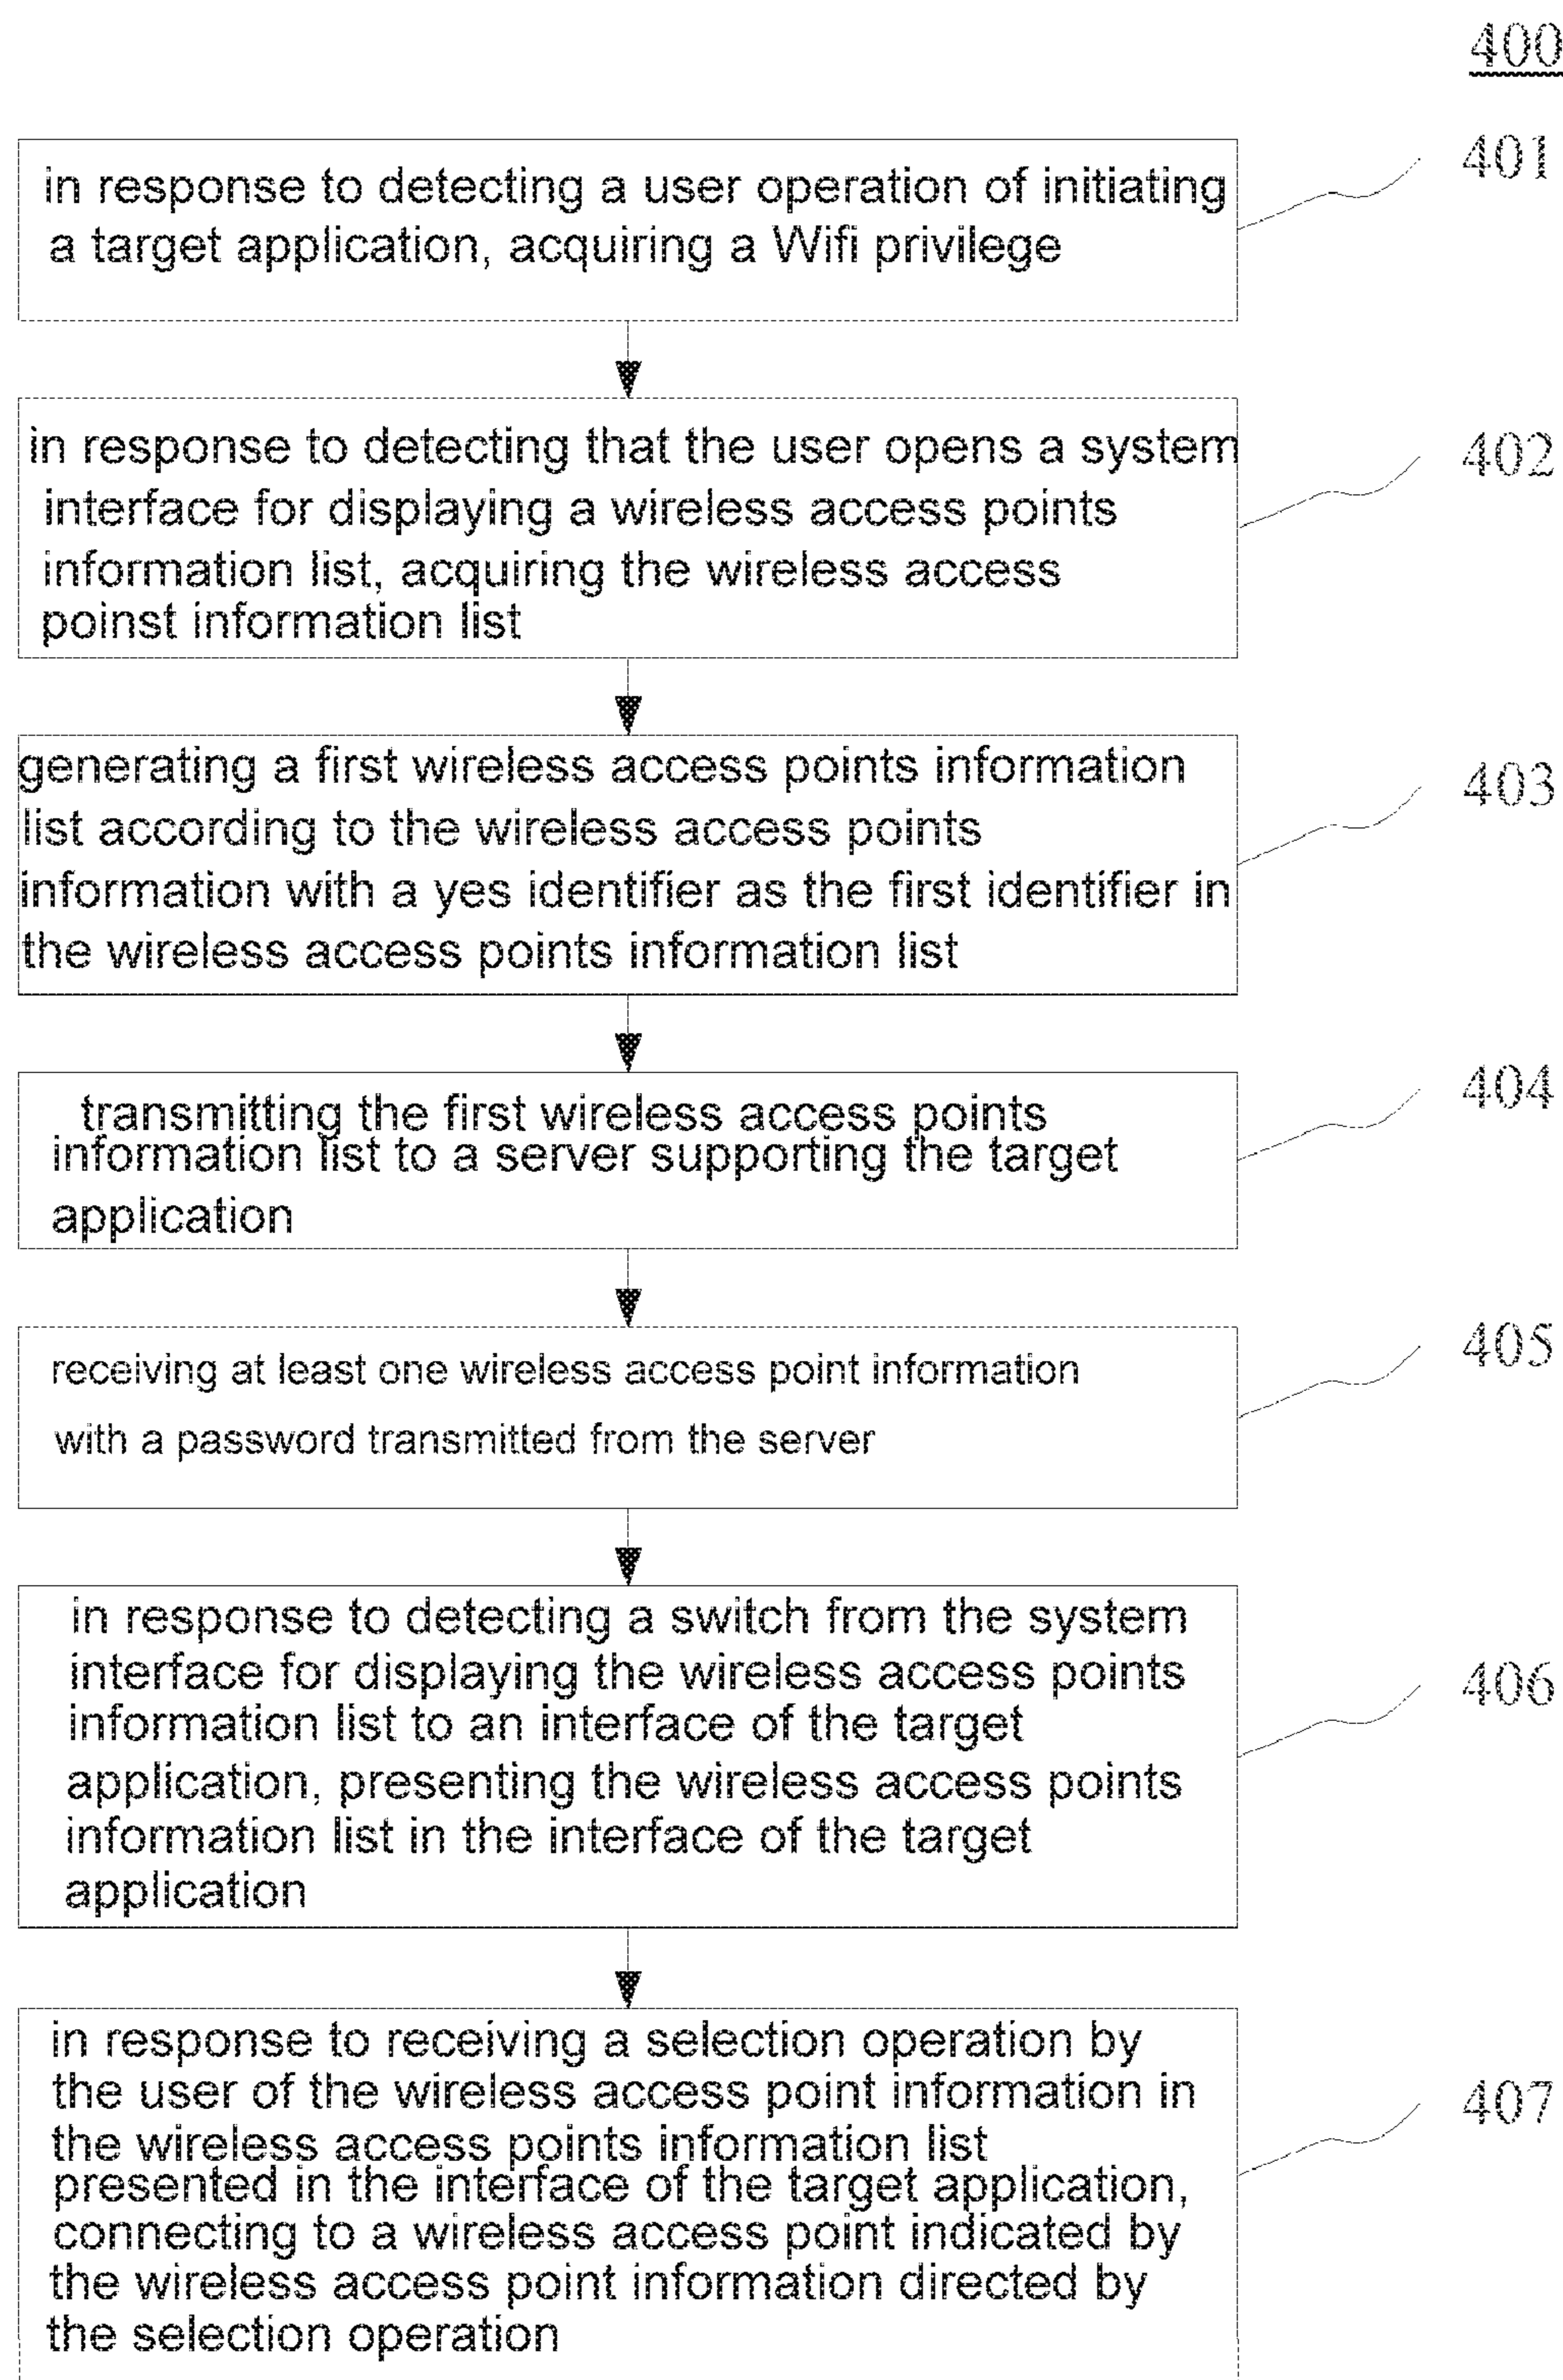 400
in response to detecting a user operation of initiating
a target application, acquiring a Wifi privilege
401
in response to detecting that the user opens a system
interface for displaying a wireless access points
information list, acquiring the wireless access
poinst information list
402
generating a first wireless access points information
list according to the wireless access points
information with a yes identifier as the first identifier in
the wireless access points information list
403
transmitting the first wireless access points
information list to a server supporting the target
application
404
receiving at least one wireless access point information
with a password transmitted from the server
405
in response to detecting a switch from the system
interface for displaying the wireless access points
information list to an interface of the target
application, presenting the wireless access points
information list in the interface of the target
application
406
in response to receiving a selection operation by
the user of the wireless access point information in
the wireless access points information list
presented in the interface of the target application,
connecting to a wireless access point indicated by
the wireless access point information directed by
the selection operation
407